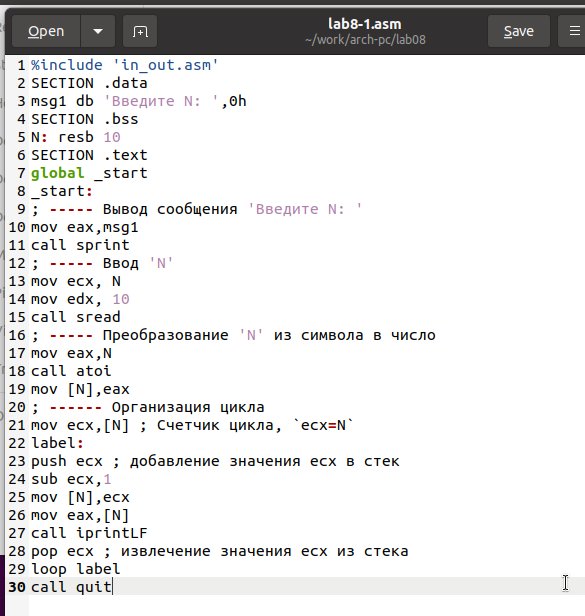 Open
lab8-1.asm
~/work/arch-pc/lab08
Save
1 %include 'in_out.asm'
2 SECTION .data
3 msg1 db 'Введите N: ',0h
4 SECTION .bss
5 N: resb 10
6 SECTION .text
7 global _start
8 _start:
9 ; ----- Вывод сообщения 'Введите N: '
10 mov eax,msg1
11 call sprint
12 ; ----- Ввод 'N'
13 mov ecx, N
14 mov edx, 10
15 call sread
16 ; ----- Преобразование 'N' из символа в число
17 mov eax,N
18 call atoi
19 mov [N],eax
20 ; ------ Организация цикла
21 mov ecx,[N] ; Счетчик цикла, `ecx=N`
22 label:
23 push ecx ; добавление значения ecx в стек
24 sub ecx,1
25 mov [N],ecx
26 mov eax,[N]
27 call iprintLF
28 pop ecx ; извлечение значения ecx из стека
29 loop label
30 call quit